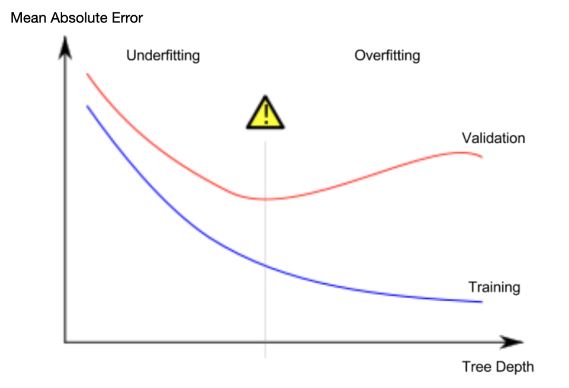 Mean Absolute Error
Underfitting
Overfitting
!
Validation
Training
Tree Depth